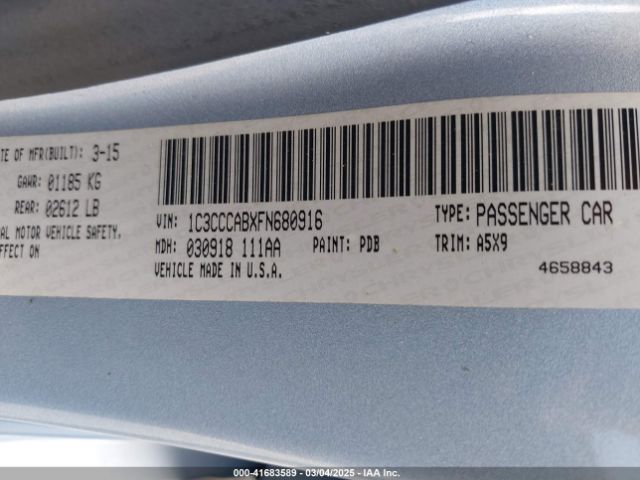 TE OF MFR(BUILT): 3-15
GAWR: 01185 KG
REAR: 02612 LB
AL MOTOR VEHICLE SAFETY.
FFECT ON
VIN: 1C3CCCABXFN680916
TYPE: PASSENGER CAR
MDH: 030918 111AA
PAINT: PDB
TRIM: A5X9
VEHICLE MADE IN U.S.A.
4658843
#: 41683589 03/04/2025 - IAA Inc.